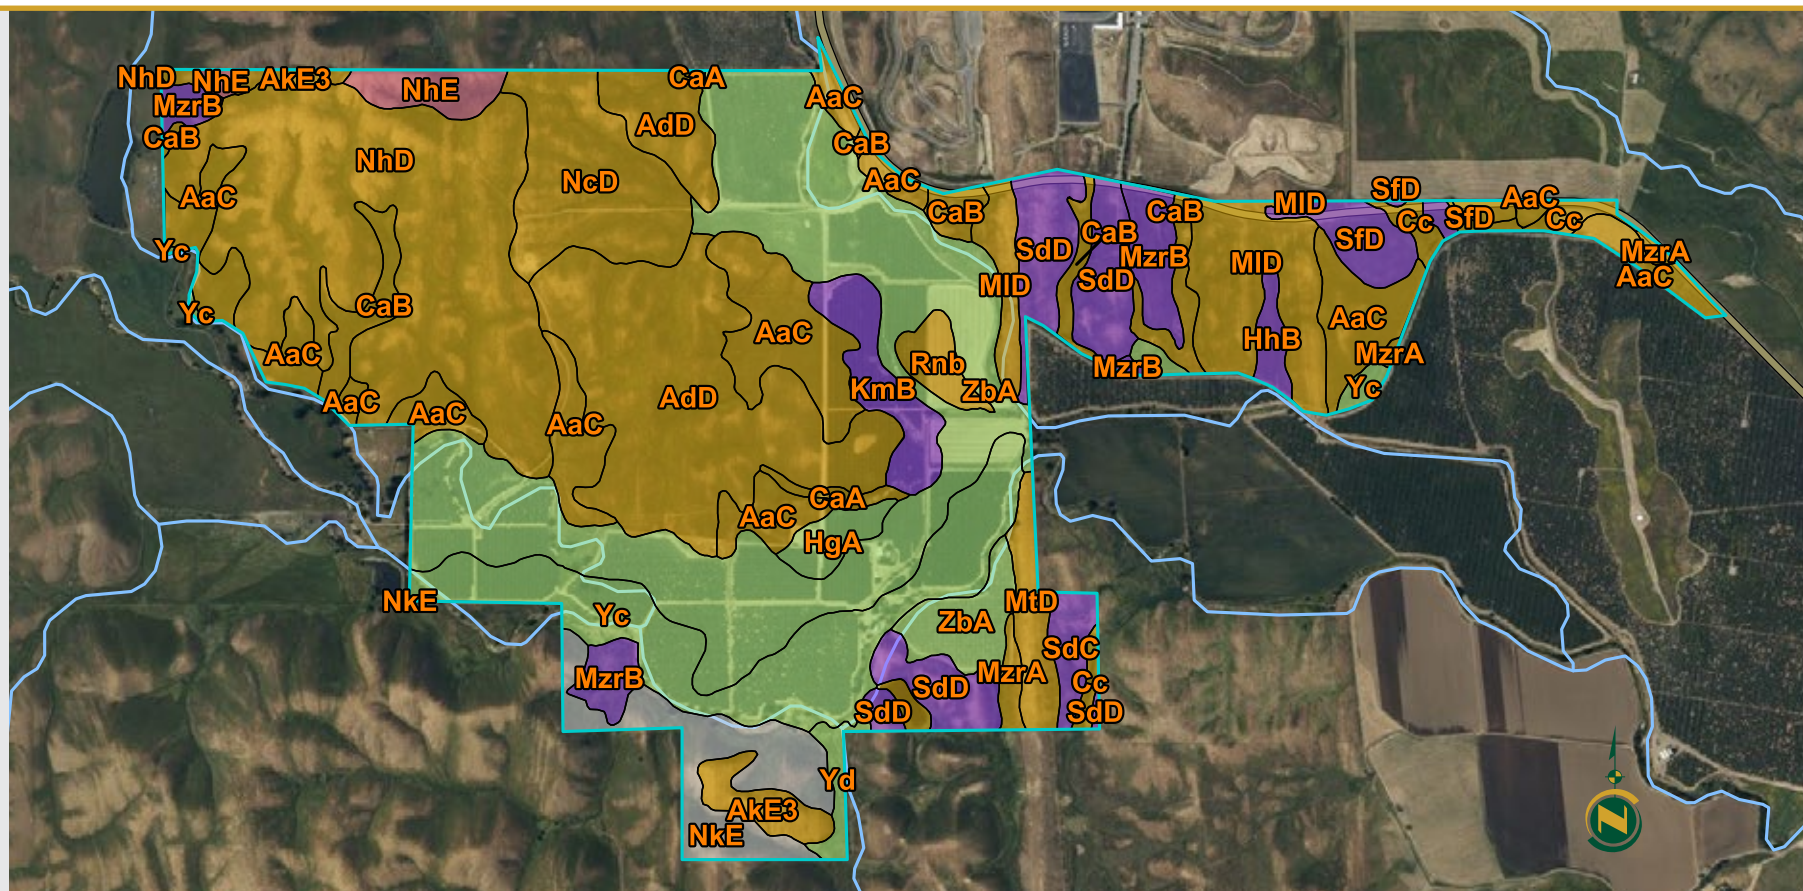 NhD
NhE
AkE3
NhE
CaA
MzrB
AaC
AdD
CaB
CaB
NhD
NcD
AaC
AaC
CaB
CaB
MlD
SfD
AaC
Cc
SfD
Cc
CaB
SfD
SdD
MzrB
MlD
MzrA
AaC
Yc
SdD
MlD
Yc
CaB
AaC
AaC
HhB
AaC
MzrA
Rnb
MzrB
KmB
ZbA
Yc
AdD
AaC
AaC
AaC
CaA
AaC
HgA
NkE
MtD
Yc
ZbA
SdC
MzrA
MzrB
SdD
Cc
SdD
SdD
Yd
AkE3
NkE
N